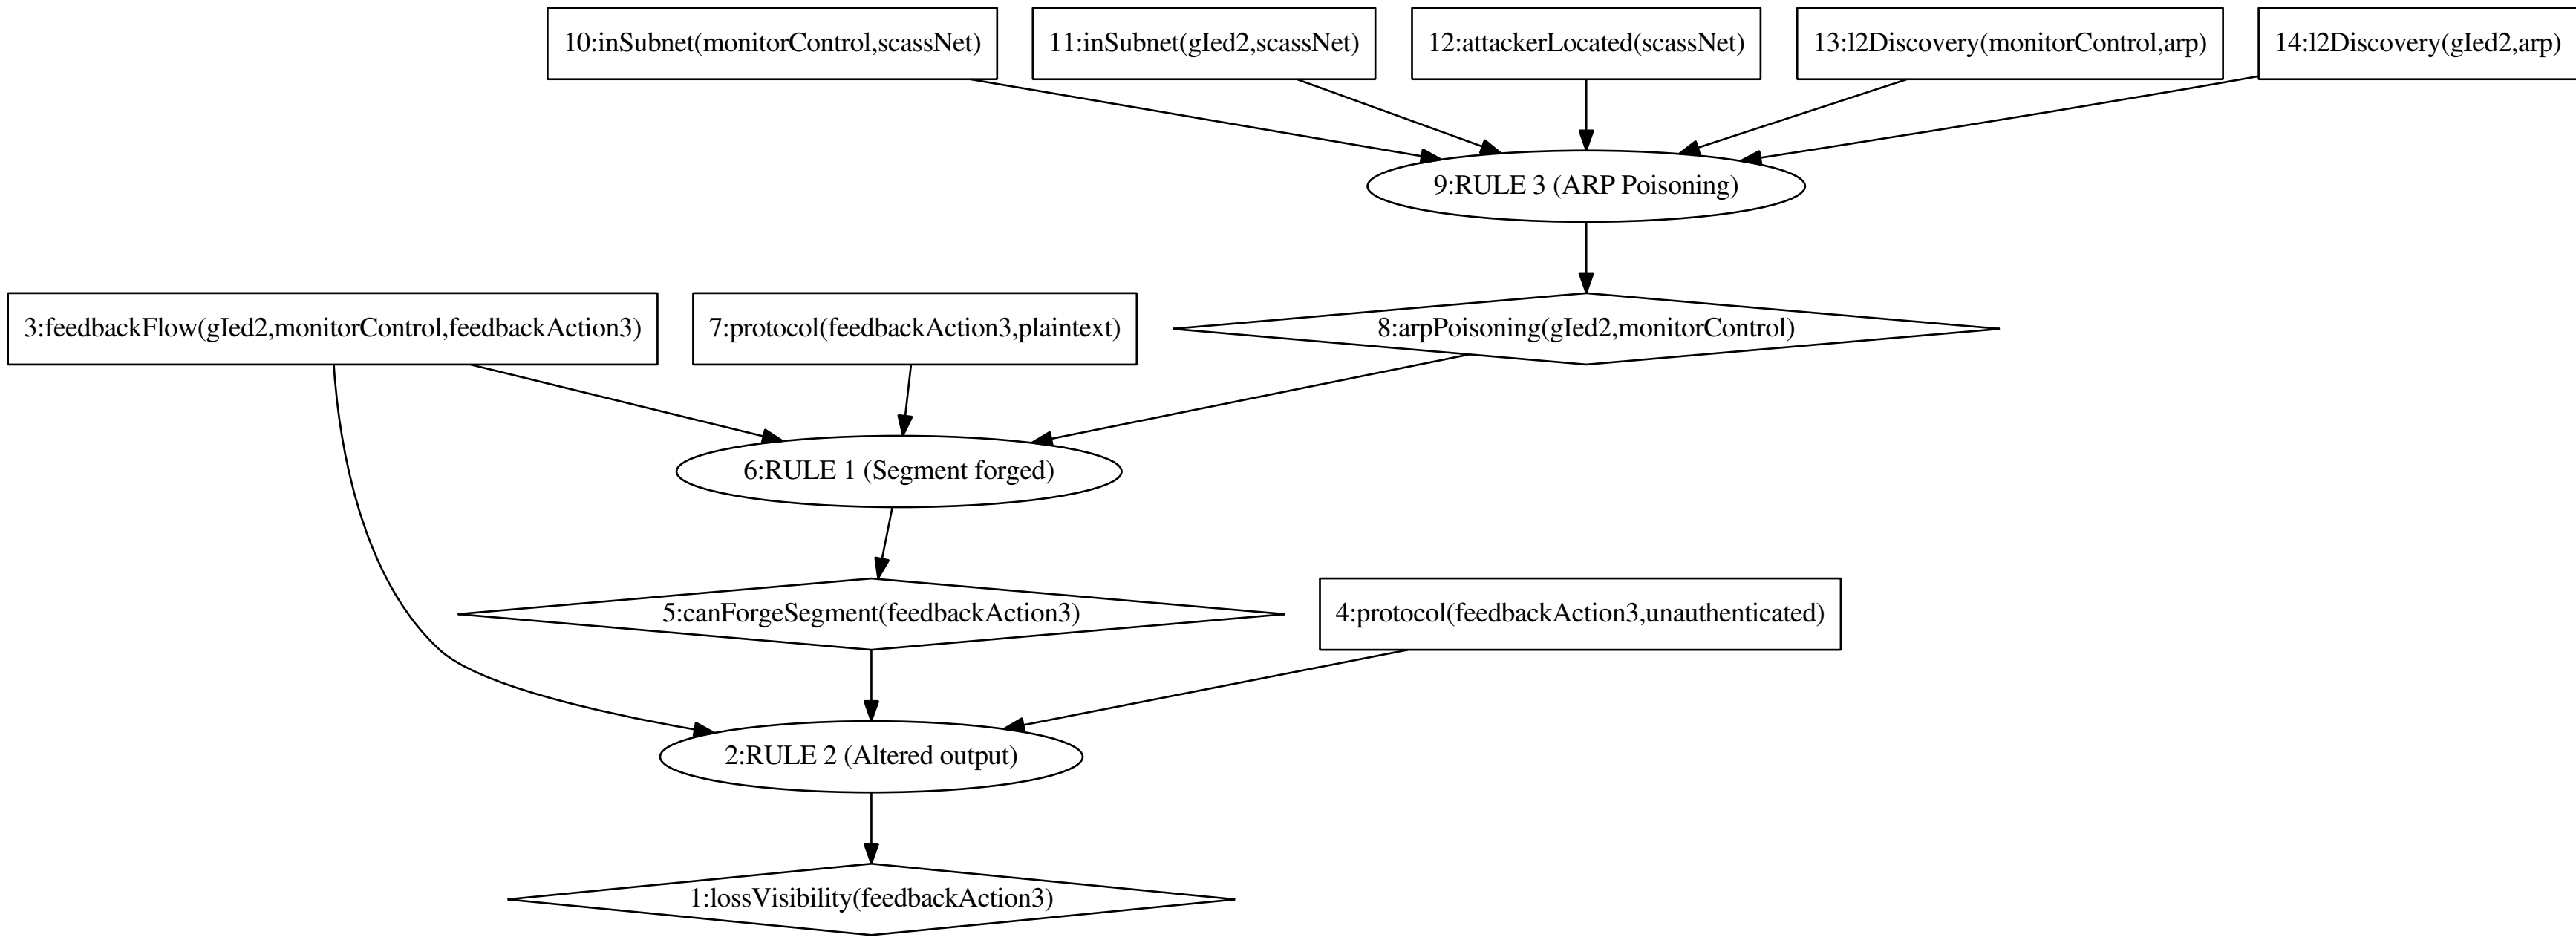 10:inSubnet(monitorControl,scassNet)
11:inSubnet(gIed2,scassNet)
12:attackerLocated(scassNet)
13:l2Discovery(monitorControl,arp)
14:l2Discovery(gIed2,arp)
9:RULE 3 (ARP Poisoning)
3:feedbackFlow(gIed2,monitorControl,feedbackAction3)
7:protocol(feedbackAction3,plaintext)
8:arpPoisoning(gIed2,monitorControl)
6:RULE 1 (Segment forged)
5:canForgeSegment(feedbackAction3)
4:protocol(feedbackAction3,unauthenticated)
2:RULE 2 (Altered output)
1:lossVisibility(feedbackAction3)